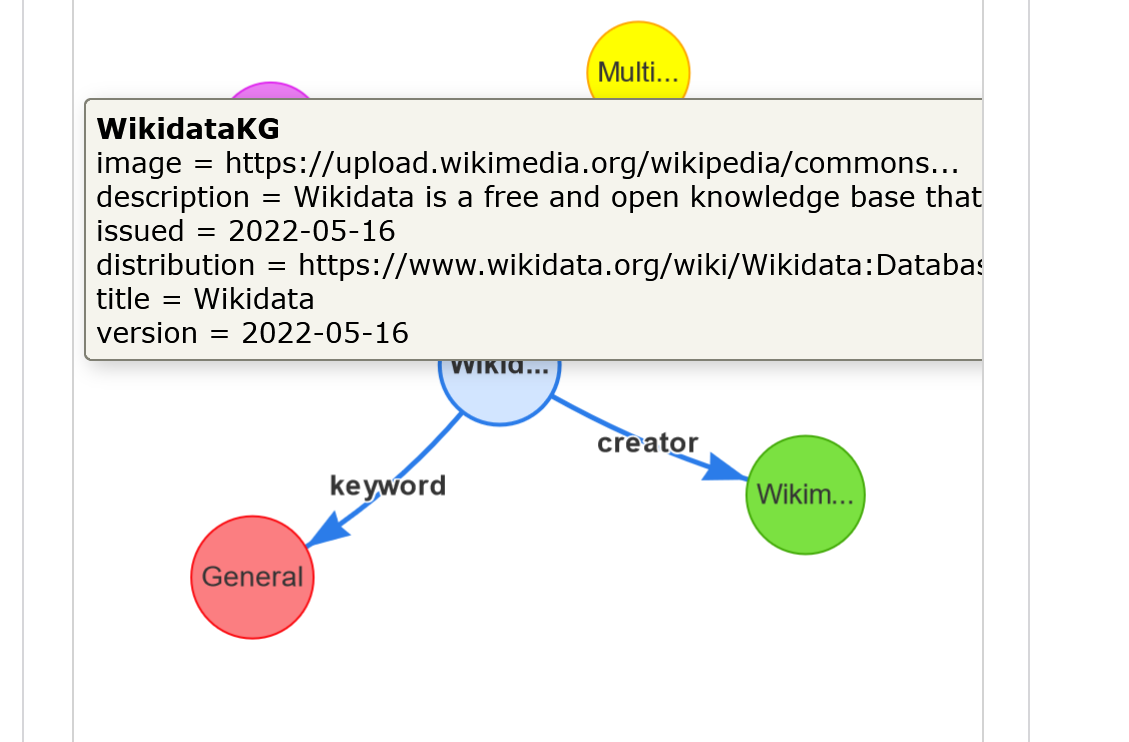 Multi...
WikidataKG
image = https://upload.wikimedia.org/wikipedia/commons...
description = Wikidata is a free and open knowledge base that
issued = 2022-05-16
distribution = https://www.wikidata.org/wiki/Wikidata:Databas
title = Wikidata
version = 2022-05-16
Wikid...
creator
keyword
Wikim...
General